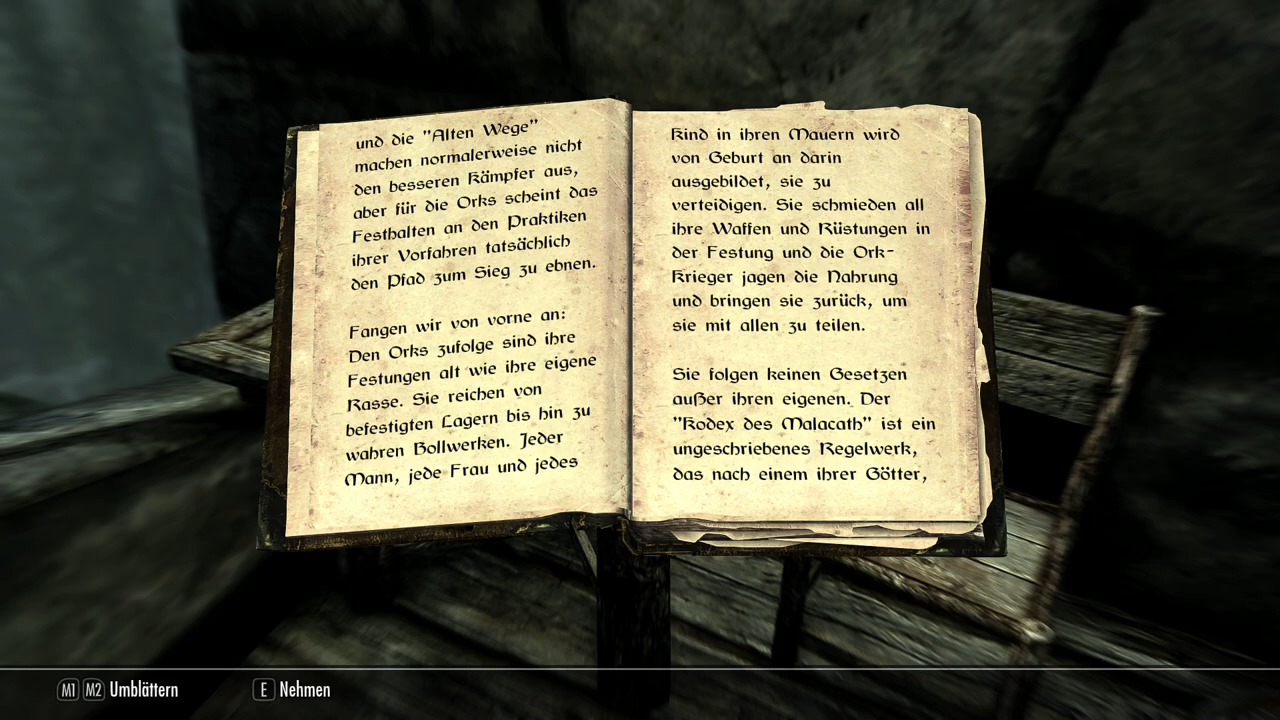 und die "Alten Wege"
machen normalerweise nicht
den besseren Kämpfer aus,
aber für die Orks scheint das
Festhalten an den Praktiken
ihrer Vorfahren tatsächlich
den Pfad zum Sieg zu ebnen.
Fangen wir von vorne an:
Den Orks zufolge sind ihre
Festungen alt wie ihre eigene
Rasse. Sie reichen von
befestigten Lagern bis hin zu
wahren Bollwerken. Jeder
Mann, jede Frau und jedes
Kind in ihren Mauern wird
von Geburt an darin
ausgebildet, sie zu
verteidigen. Sie schmieden all
ihre Waffen und Rüstungen in
der Festung und die Ork-
Krieger jagen die Nahrung
und bringen sie zurück, um
sie mit allen zu teilen.
Sie folgen keinen Gesetzen
außer ihren eigenen. Der
"Kodex des Malacath" ist ein
ungeschriebenes Regelwerk,
das nach einem ihrer Götter,
M1 M2 Umblättern E Nehmen